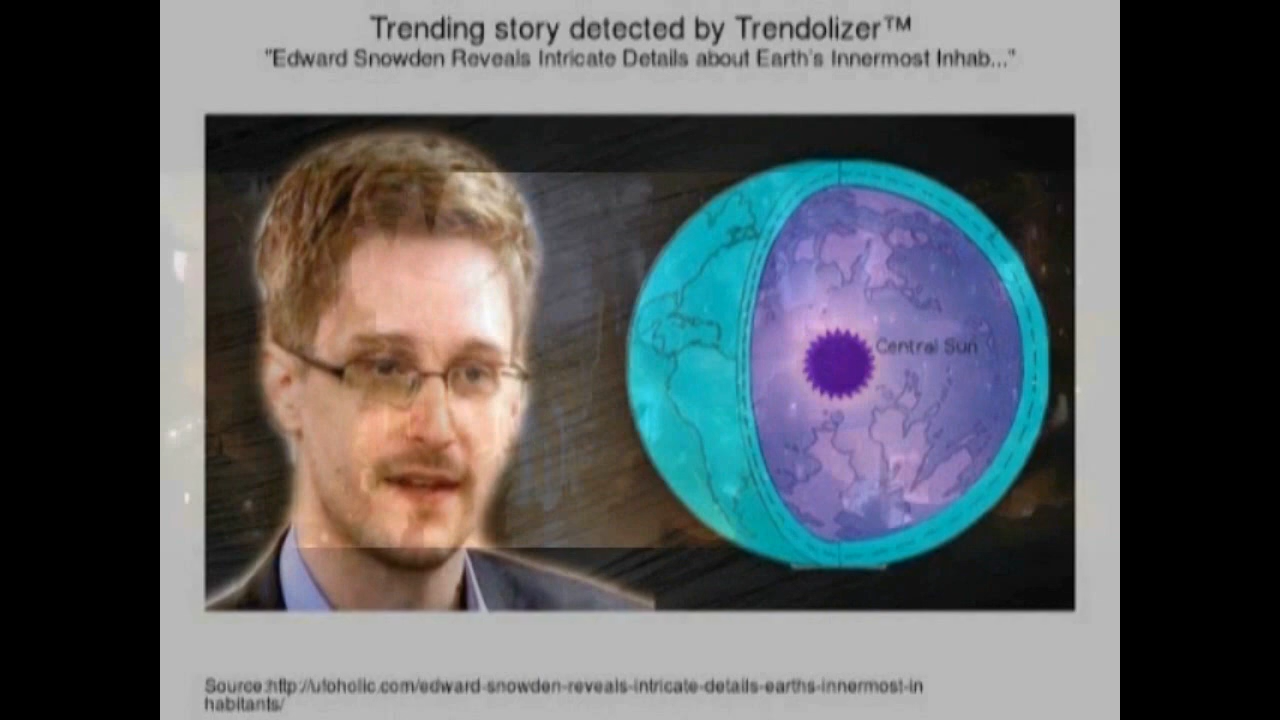 Trending story detected by Trendolizer™
"Edward Snowden Reveals Intricate Details about Earth's Innermost Inhab..."
Central Sun
Source:http://ufoholic.com/edward-snowden-reveals-intricate-details-earths-innermost-in
habitants/